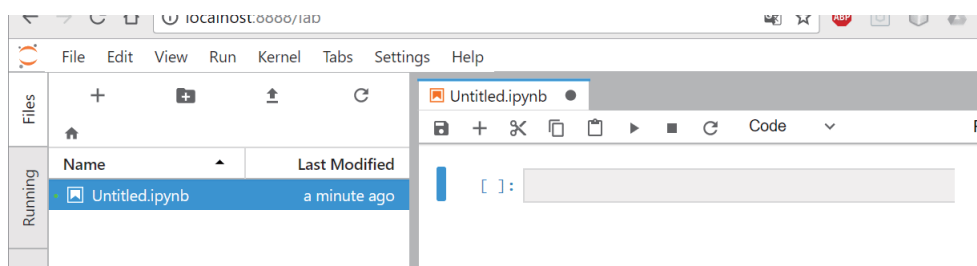 localhost:8888/lab
ABP
File Edit View Run Kernel Tabs Settings Help
Files
Running
Name Last Modified
Untitled.ipynb a minute ago
Untitled.ipynb
Code
[ ]: